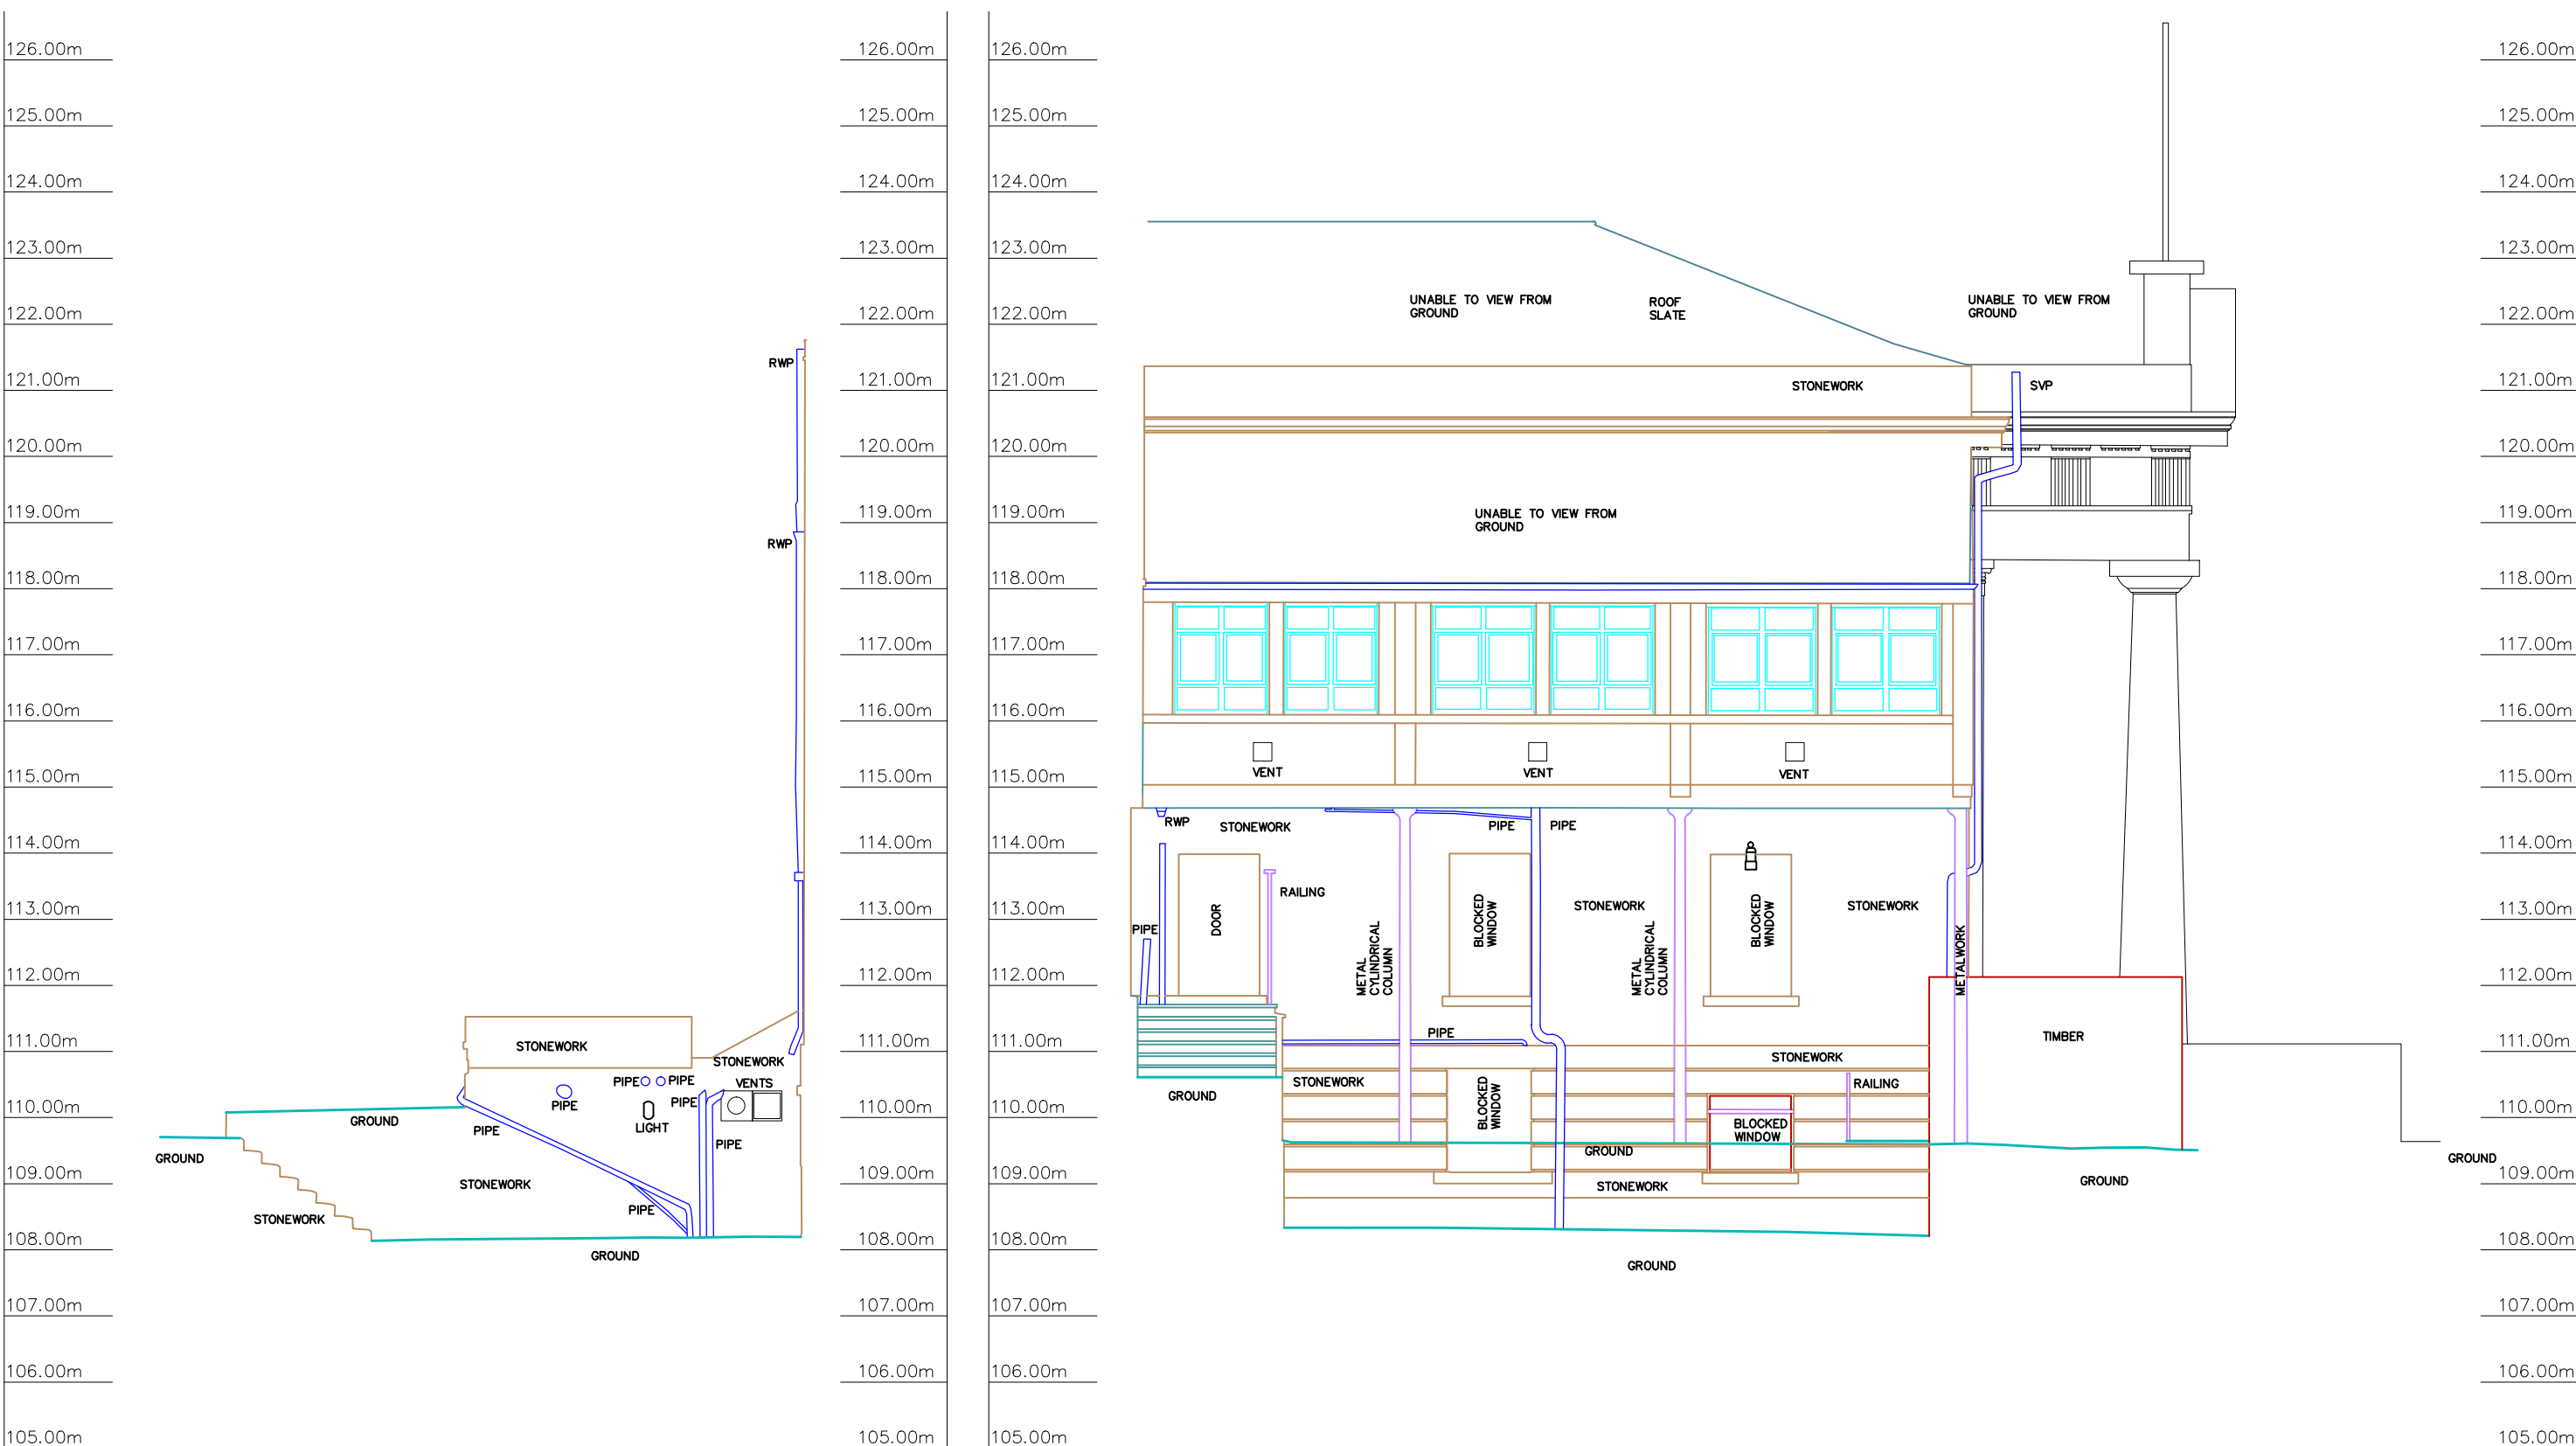 126.00m
125.00m
124.00m
123.00m
122.00m
121.00m
120.00m
119.00m
118.00m
117.00m
116.00m
115.00m
114.00m
113.00m
112.00m
111.00m
110.00m
109.00m
108.00m
107.00m
106.00m
105.00m
RWP
RWP
STONEWORK
STONEWORK
PIPE
PIPE
VENTS
PIPE
PIPE
LIGHT
GROUND
PIPE
PIPE
GROUND
STONEWORK
PIPE
STONEWORK
GROUND
126.00m
125.00m
124.00m
123.00m
122.00m
121.00m
120.00m
119.00m
118.00m
117.00m
116.00m
115.00m
114.00m
113.00m
112.00m
111.00m
110.00m
109.00m
108.00m
107.00m
106.00m
105.00m
126.00m
125.00m
124.00m
123.00m
122.00m
121.00m
120.00m
119.00m
118.00m
117.00m
116.00m
115.00m
114.00m
113.00m
112.00m
111.00m
110.00m
109.00m
108.00m
107.00m
106.00m
105.00m
UNABLE TO VIEW FROM
GROUND
ROOF
SLATE
UNABLE TO VIEW FROM
GROUND
STONEWORK
SVP
UNABLE TO VIEW FROM
GROUND
VENT
VENT
VENT
RWP
STONEWORK
PIPE
PIPE
RAILING
DOOR
PIPE
METAL
CYLINDRICAL
COLUMN
BLOCKED
WINDOW
STONEWORK
METAL
CYLINDRICAL
COLUMN
BLOCKED
WINDOW
STONEWORK
METALWORK
PIPE
TIMBER
STONEWORK
STONEWORK
RAILING
GROUND
BLOCKED
WINDOW
BLOCKED
WINDOW
GROUND
STONEWORK
GROUND
GROUND
GROUND
126.00m
125.00m
124.00m
123.00m
122.00m
121.00m
120.00m
119.00m
118.00m
117.00m
116.00m
115.00m
114.00m
113.00m
112.00m
111.00m
110.00m
109.00m
108.00m
107.00m
106.00m
105.00m